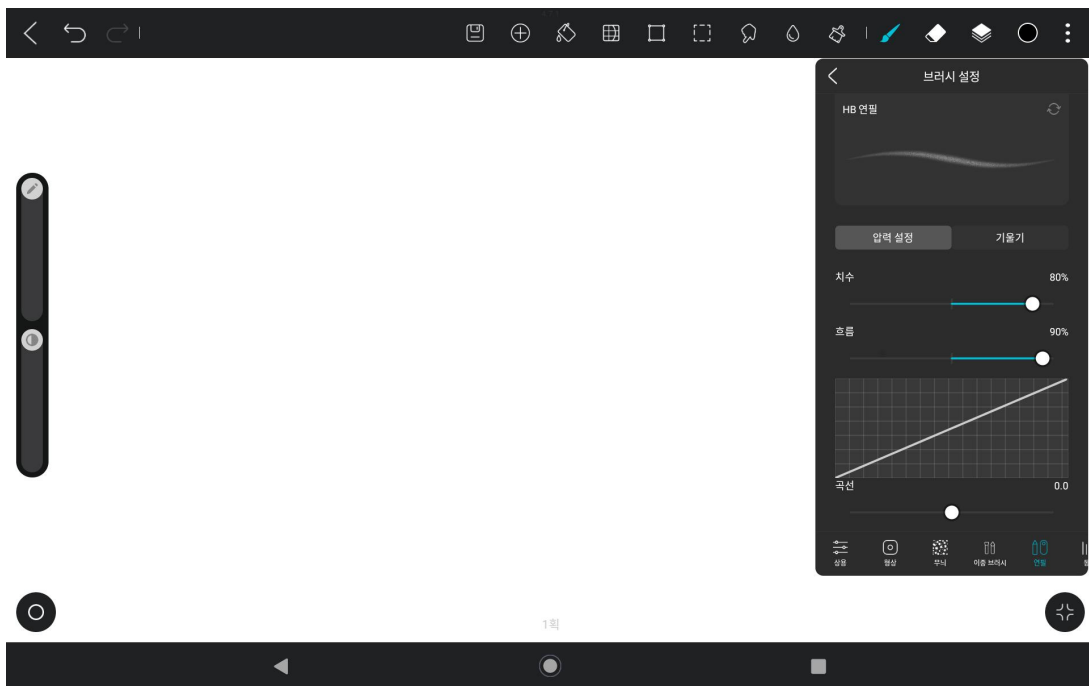 브러시 설정
HB 연필
압력 설정 기울기
치수 80%
흐름 90%
곡선 0.0
상용 형상 무늬 이중 브러시 연필
1획